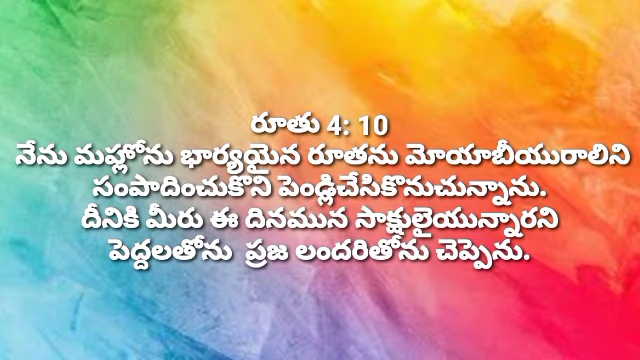 రూతు 4: 10
నేను మహ్లోను భార్యయైన రూతను మోయాబీయురాలిని
సంపాదించుకొని పెండ్లిచేసికొనుచున్నాను.
దీనికి మీరు ఈ దినమున సాక్షులైయున్నారని
పెద్దలతోను ప్రజ లందరితోను చెప్పెను.